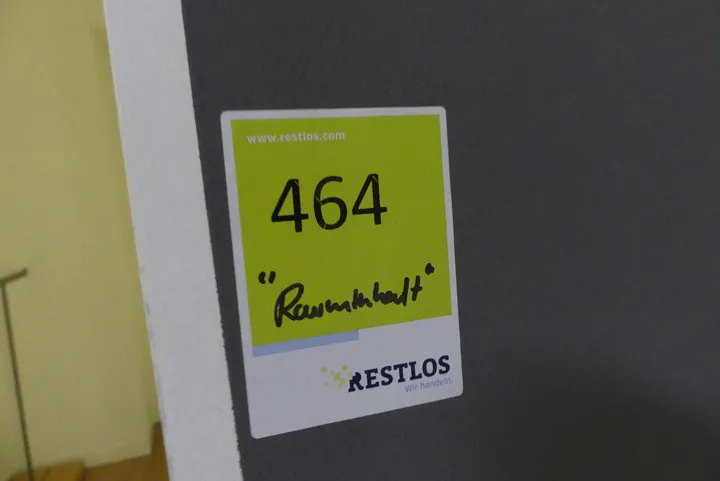 www.restlos.com
464
"Rauminhalt"
RESTLOS
Wir handeln